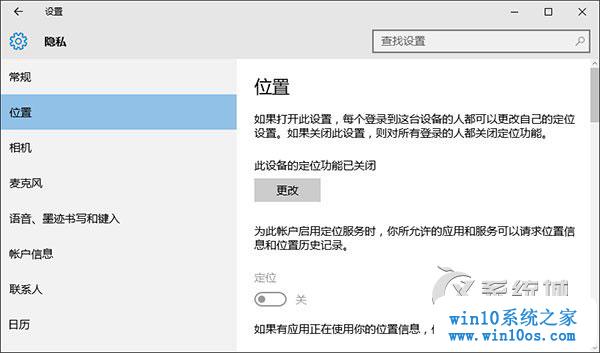 设置
隐私
查找设置
常规
位置
相机
麦克风
语音、墨迹书写和键入
帐户信息
联系人
日历
位置
如果打开此设置，每个登录到这台设备的人都可以更改自己的定位
设置。如果关闭此设置，则对所有登录的人都关闭定位功能。
此设备的定位功能已关闭
更改
为此帐户启用定位服务时，你所允许的应用和服务可以请求位置信
息和位置历史记录。
定位
关
如果有应用正在使用你的位置信息，
系统城
win10系统之家
www.win10os.com